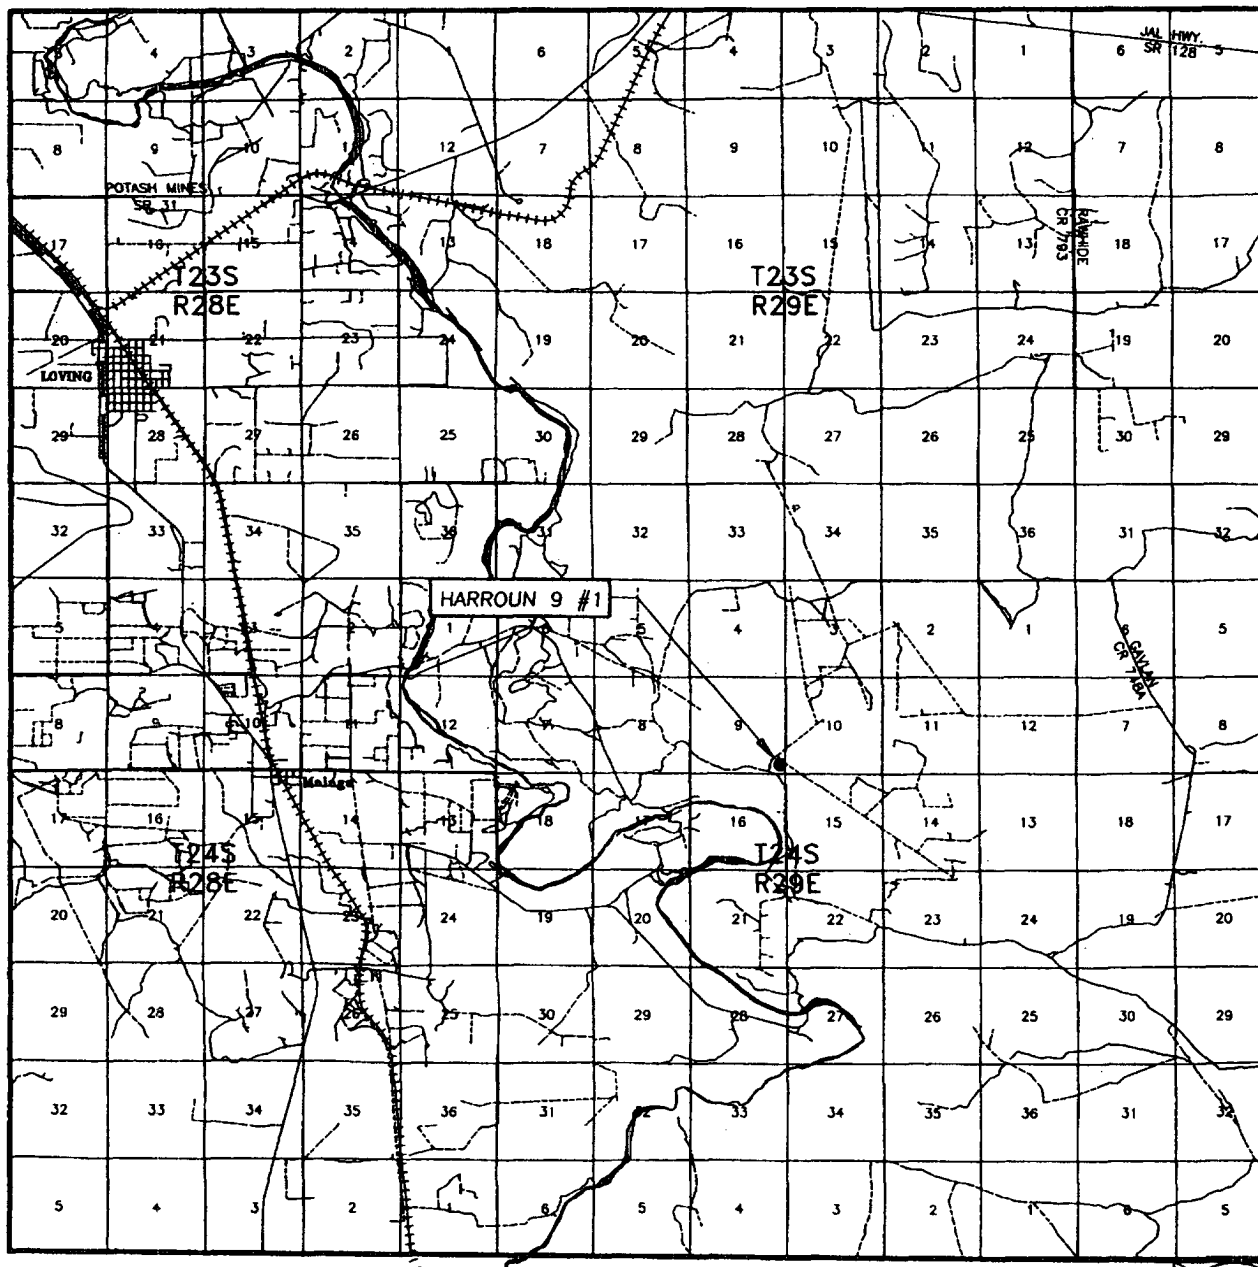 4 3 2 1 6 5 4 3 2 1 6 5
JAL HWY.
SR 128
8 9 10 11 12 7 8 9 10 11 12 7 8
POTASH MINES
SR 31
RAWHIDE
CR 793
17 16 15 14 13 18 17 16 15 14 13 18 17
T23S
R28E
T23S
R29E
20 21 22 23 24 19 20 21 22 23 24 19 20
LOVING
29 28 27 26 25 30 29 28 27 26 25 30 29
32 33 34 35 36 31 32 33 34 35 36 31 32
HARROUN 9 #1
5 4 3 2 1 6 5 4 3 2 1 6 5
GAVLAN
CR 748A
8 9 10 11 12 7 8 9 10 11 12 7 8
Malaga
17 16 15 14 13 18 17 16 15 14 13 18 17
T24S
R28E
T24S
R29E
20 21 22 23 24 19 20 21 22 23 24 19 20
29 28 27 26 25 30 29 28 27 26 25 30 29
32 33 34 35 36 31 32 33 34 35 36 31 32
5 4 3 2 6 5 4 3 2 1 6 5